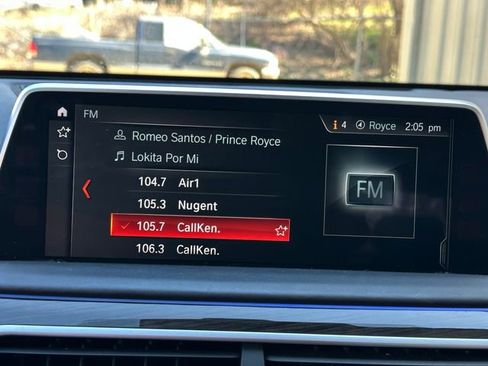 FM
4 Royce 2:05 pm
Romeo Santos / Prince Royce
Lokita Por Mi
104.7 Air1
105.3 Nugent
105.7 CallKen.
106.3 CallKen.
FM